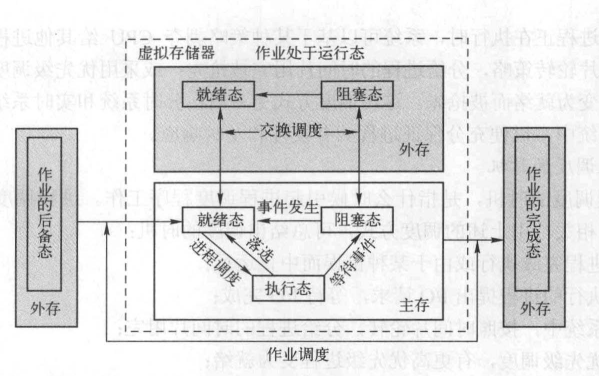 虚拟存储器 作业处于运行态
就绪态
阻塞态
交换调度
外存
作业的后备态
外存
就绪态
事件发生
阻塞态
进程调度
落选
等待事件
执行态
主存
作业的完成态
外存
作业调度